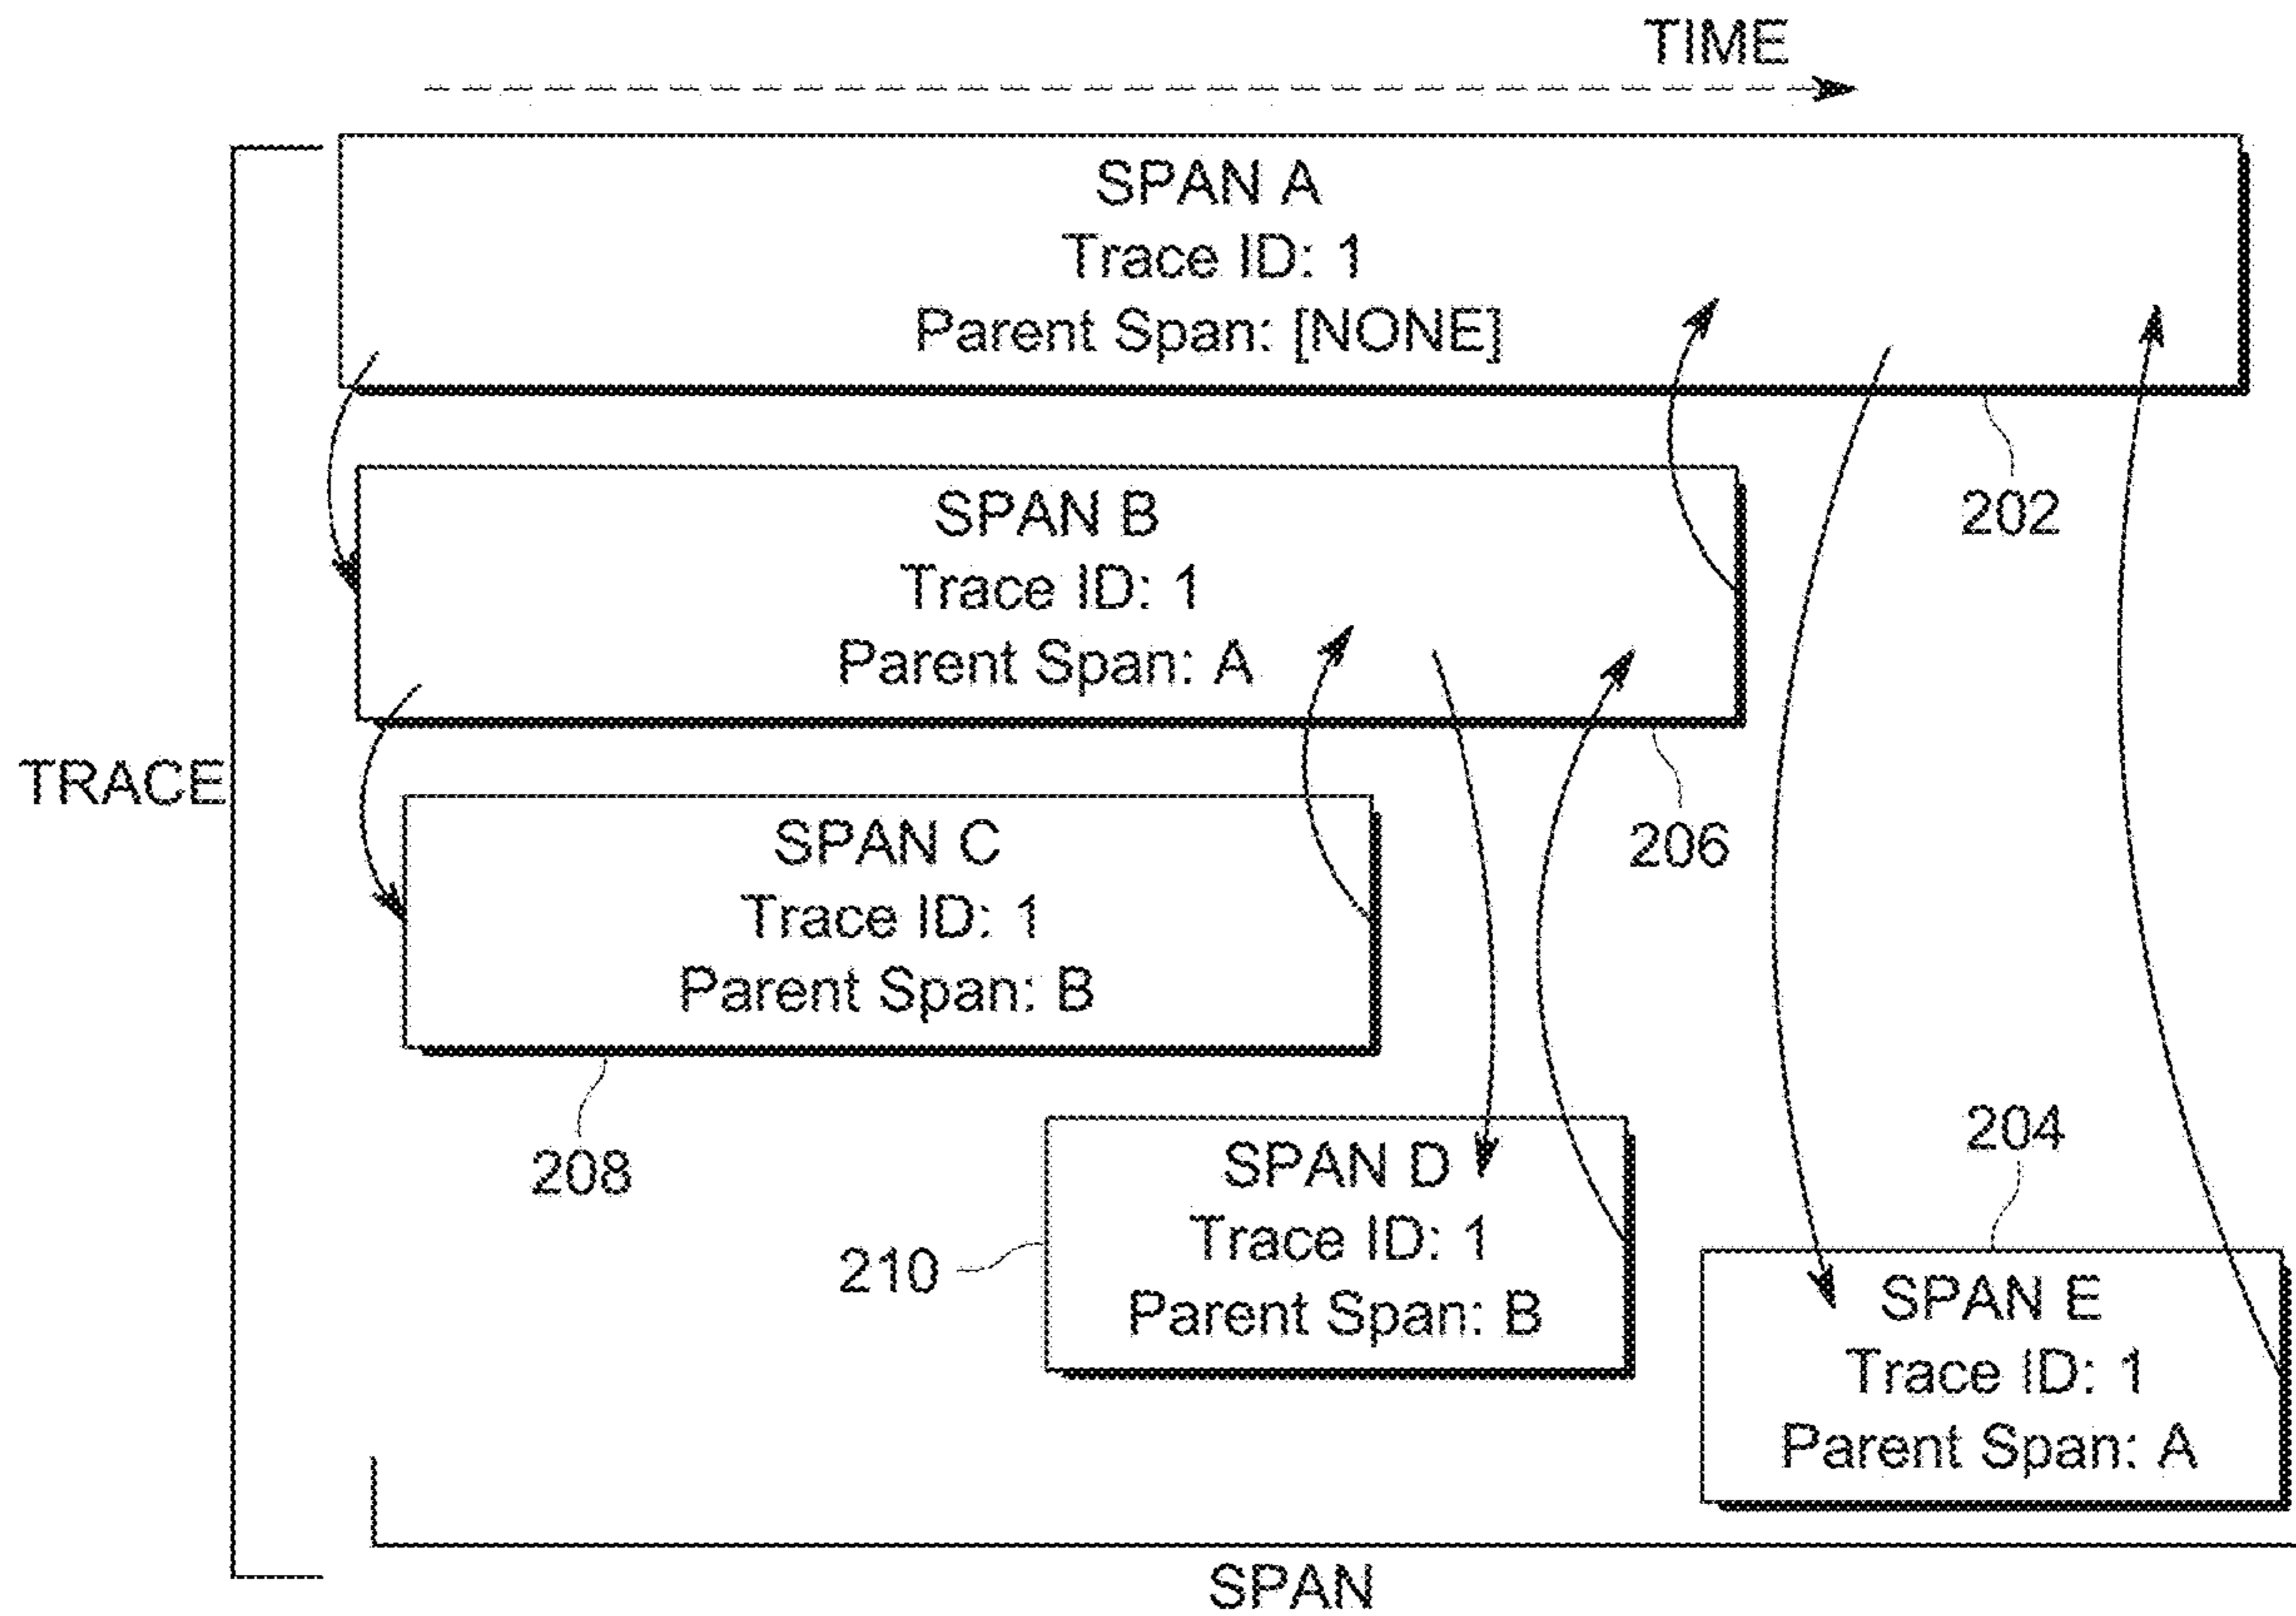 TIME
SPAN A
Trace ID: 1
Parent Span: [NONE]
202
SPAN B
Trace ID: 1
Parent Span: A
206
TRACE
SPAN C
Trace ID: 1
Parent Span: B
208
SPAN D
Trace ID: 1
Parent Span: B
210
204
SPAN E
Trace ID: 1
Parent Span: A
SPAN